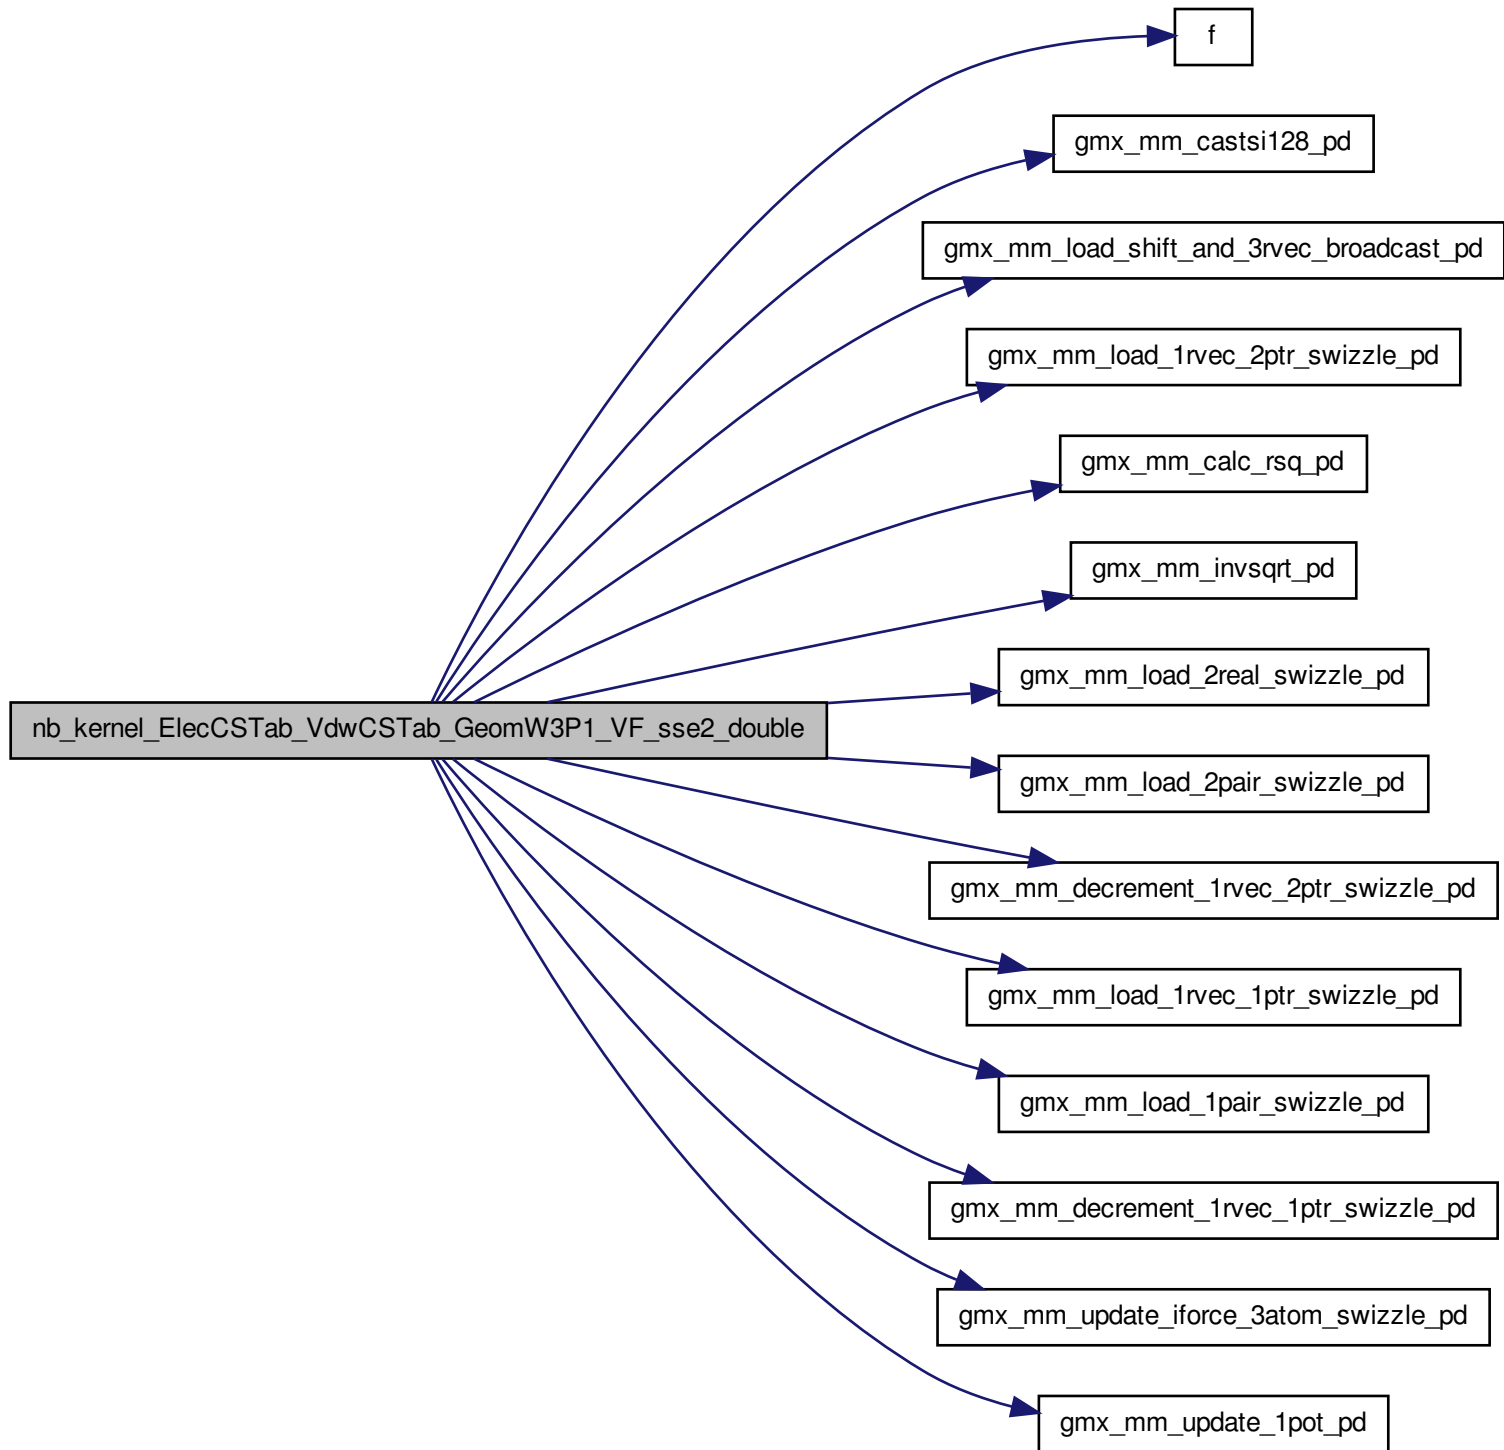 f
gmx_mm_castsi128_pd
gmx_mm_load_shift_and_3rvec_broadcast_pd
gmx_mm_load_1rvec_2ptr_swizzle_pd
gmx_mm_calc_rsq_pd
gmx_mm_invsqrt_pd
gmx_mm_load_2real_swizzle_pd
nb_kernel_ElecCSTab_VdwCSTab_GeomW3P1_VF_sse2_double
gmx_mm_load_2pair_swizzle_pd
gmx_mm_decrement_1rvec_2ptr_swizzle_pd
gmx_mm_load_1rvec_1ptr_swizzle_pd
gmx_mm_load_1pair_swizzle_pd
gmx_mm_decrement_1rvec_1ptr_swizzle_pd
gmx_mm_update_iforce_3atom_swizzle_pd
gmx_mm_update_1pot_pd